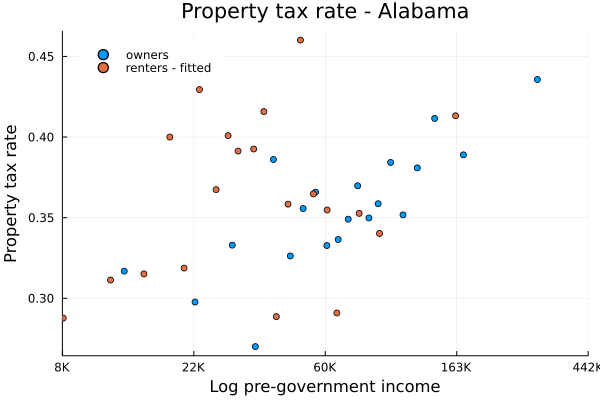 Property tax rate - Alabama
owners
renters - fitted
Property tax rate
0.45
0.40
0.35
0.30
8K 22K 60K 163K 442K
Log pre-government income